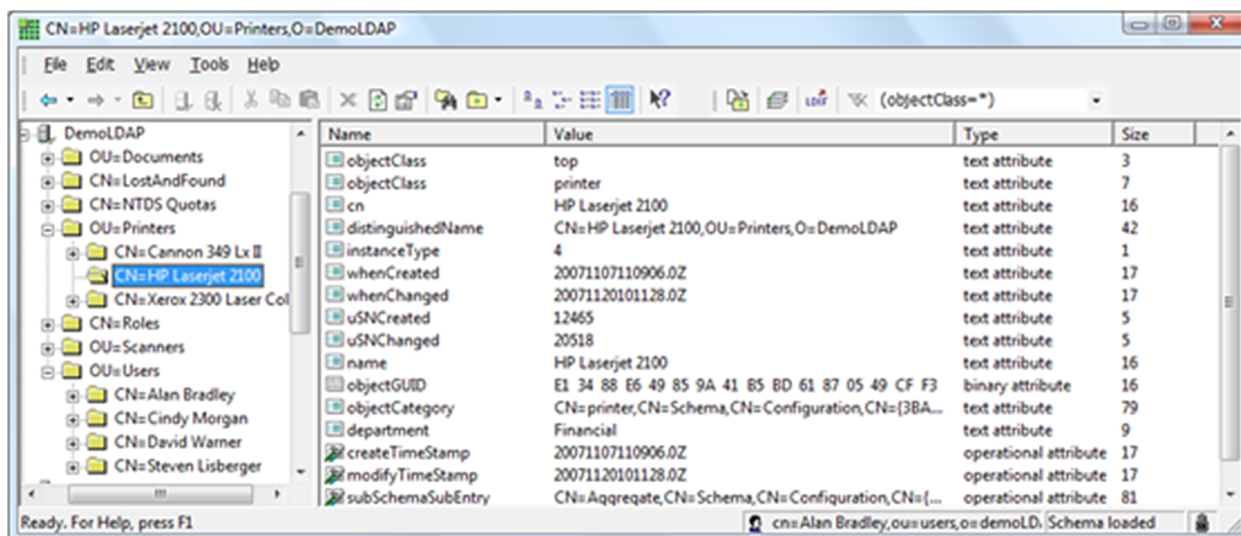 CN=HP Laserjet 2100,OU=Printers,O=DemoLDAP
File Edit View Tools Help
(objectClass=*)
DemoLDAP
OU=Documents
CN=LostAndFound
CN=NTDS Quotas
OU=Printers
CN=Cannon 349 Lx II
CN=HP Laserjet 2100
CN=Xerox 2300 Laser Col
CN=Roles
OU=Scanners
OU=Users
CN=Alan Bradley
CN=Cindy Morgan
CN=David Warner
CN=Steven Lisberger
Name Value Type Size
objectClass top text attribute 3
objectClass printer text attribute 7
cn HP Laserjet 2100 text attribute 16
distinguishedName CN=HP Laserjet 2100,OU=Printers,O=DemoLDAP text attribute 42
instanceType 4 text attribute 1
whenCreated 20071107110906.0Z text attribute 17
whenChanged 20071120101128.0Z text attribute 17
uSNCreated 12465 text attribute 5
uSNChanged 20518 text attribute 5
name HP Laserjet 2100 text attribute 16
objectGUID E1 34 88 E6 49 85 9A 41 B5 BD 61 87 05 49 CF F3 binary attribute 16
objectCategory CN=printer,CN=Schema,CN=Configuration,CN={3BA... text attribute 79
department Financial text attribute 9
createTimeStamp 20071107110906.0Z operational attribute 17
modifyTimeStamp 20071120101128.0Z operational attribute 17
subSchemaSubEntry CN=Aggregate,CN=Schema,CN=Configuration,CN={... operational attribute 81
Ready. For Help, press F1 cn=Alan Bradley,ou=users,o=demoLD. Schema loaded